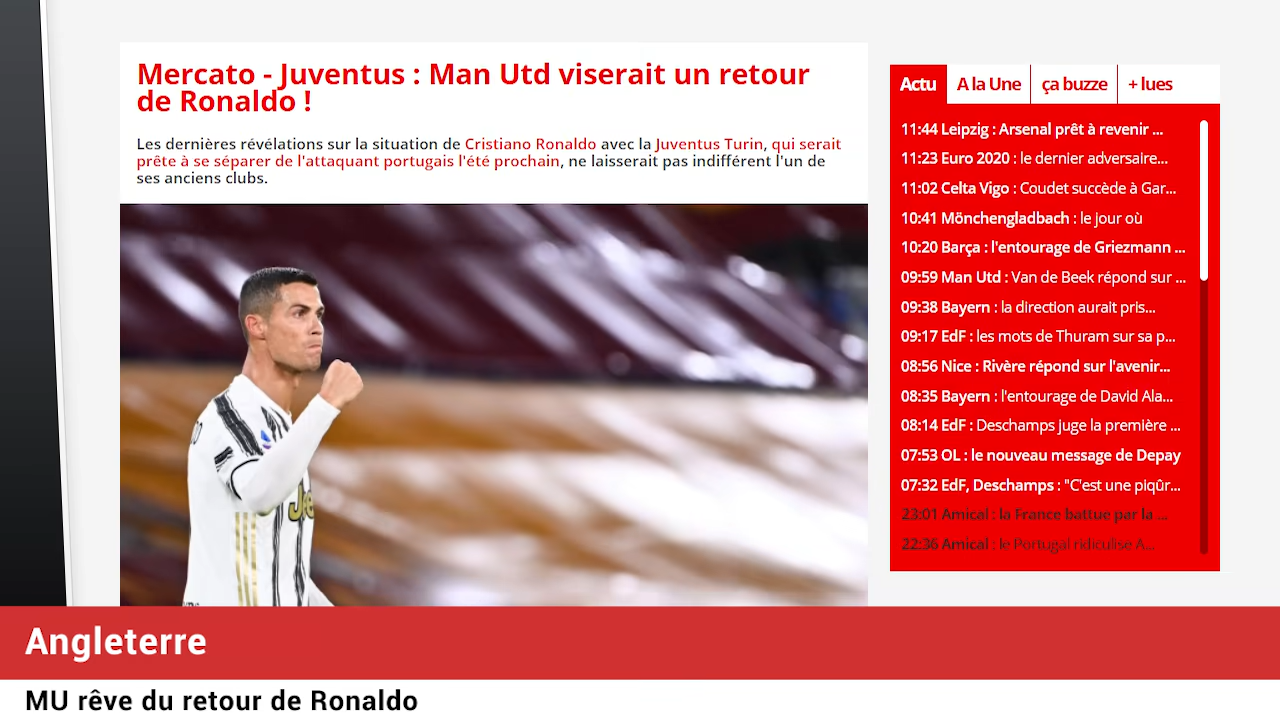 Mercato - Juventus : Man Utd viserait un retour
de Ronaldo !
Les dernières révélations sur la situation de Cristiano Ronaldo avec la Juventus Turin, qui serait
prête à se séparer de l'attaquant portugais l'été prochain, ne laisserait pas indifférent l'un de
ses anciens clubs.
Actu
A la Une
ça buzze
+ lues
11:44 Leipzig : Arsenal prêt à revenir ...
11:23 Euro 2020 : le dernier adversaire...
11:02 Celta Vigo : Coudet succède à Gar...
10:41 Mönchengladbach : le jour où
10:20 Barça : l'entourage de Griezmann ...
09:59 Man Utd : Van de Beek répond sur ...
09:38 Bayern : la direction aurait pris...
09:17 EdF : les mots de Thuram sur sa p...
08:56 Nice : Rivère répond sur l'avenir...
08:35 Bayern : l'entourage de David Ala...
08:14 EdF : Deschamps juge la première ...
07:53 OL : le nouveau message de Depay
07:32 EdF, Deschamps : "C'est une piqûr...
23:01 Amical : la France battue par la ...
22:36 Amical : le Portugal ridiculise A...
Je
Angleterre
MU rêve du retour de Ronaldo